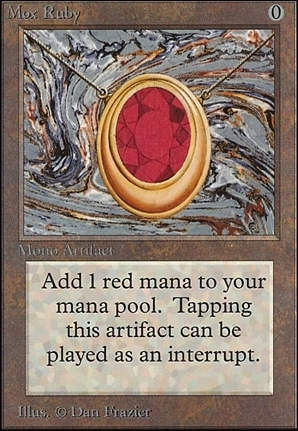 Mox Ruby 0
Mono Artifact
Add 1 red mana to your
mana pool. Tapping
this artifact can be
played as an interrupt.
Illus. © Dan Frazier